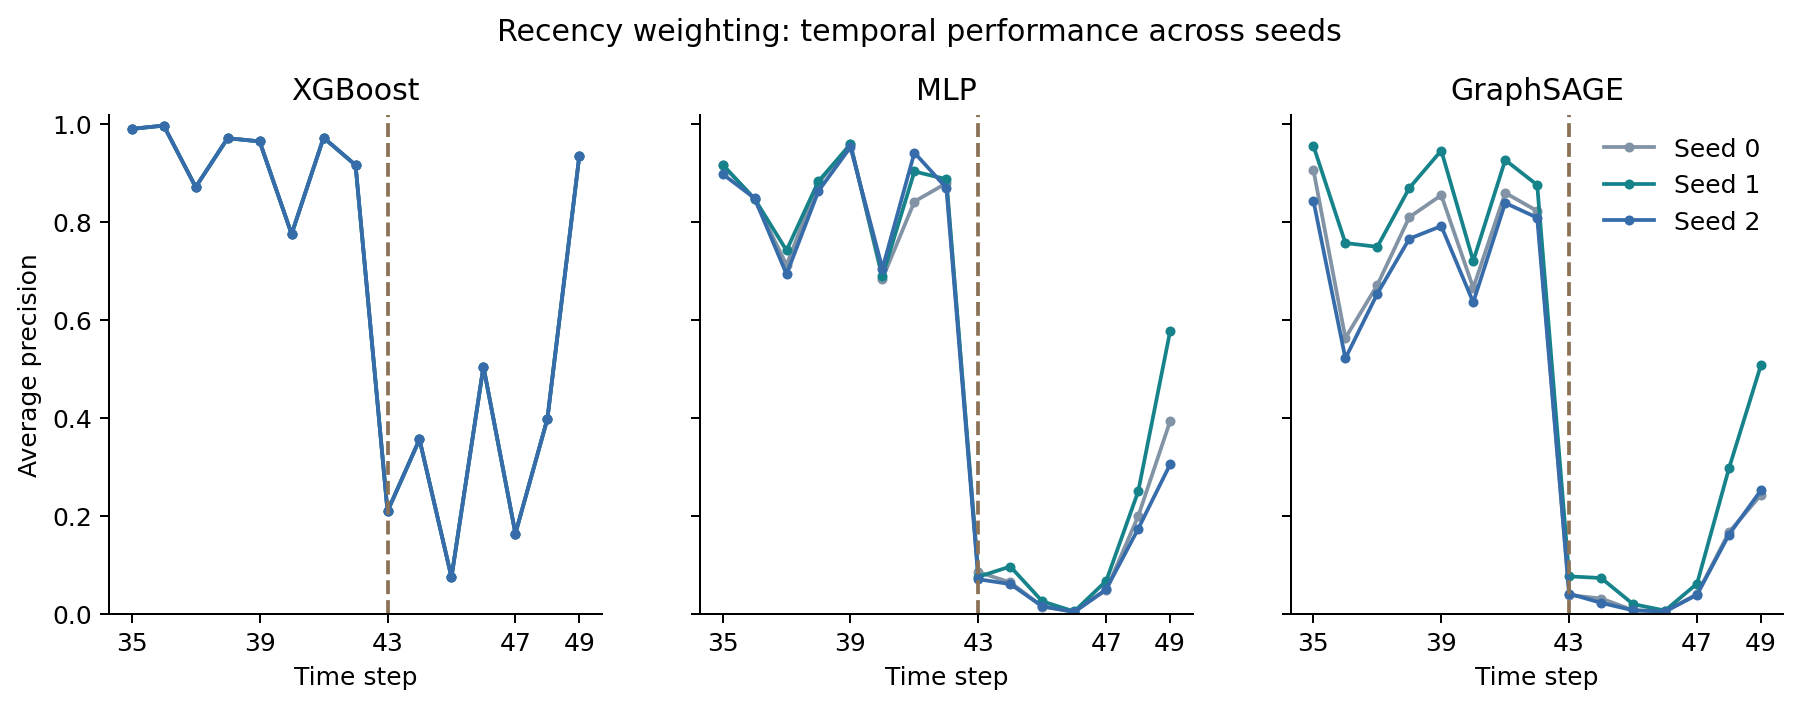 Recency weighting: temporal performance across seeds
XGBoost
MLP
GraphSAGE
Average precision
1.0
0.8
0.6
0.4
0.2
0.0
35 39 43 47 49
Time step
35 39 43 47 49
Time step
35 39 43 47 49
Time step
Seed 0
Seed 1
Seed 2